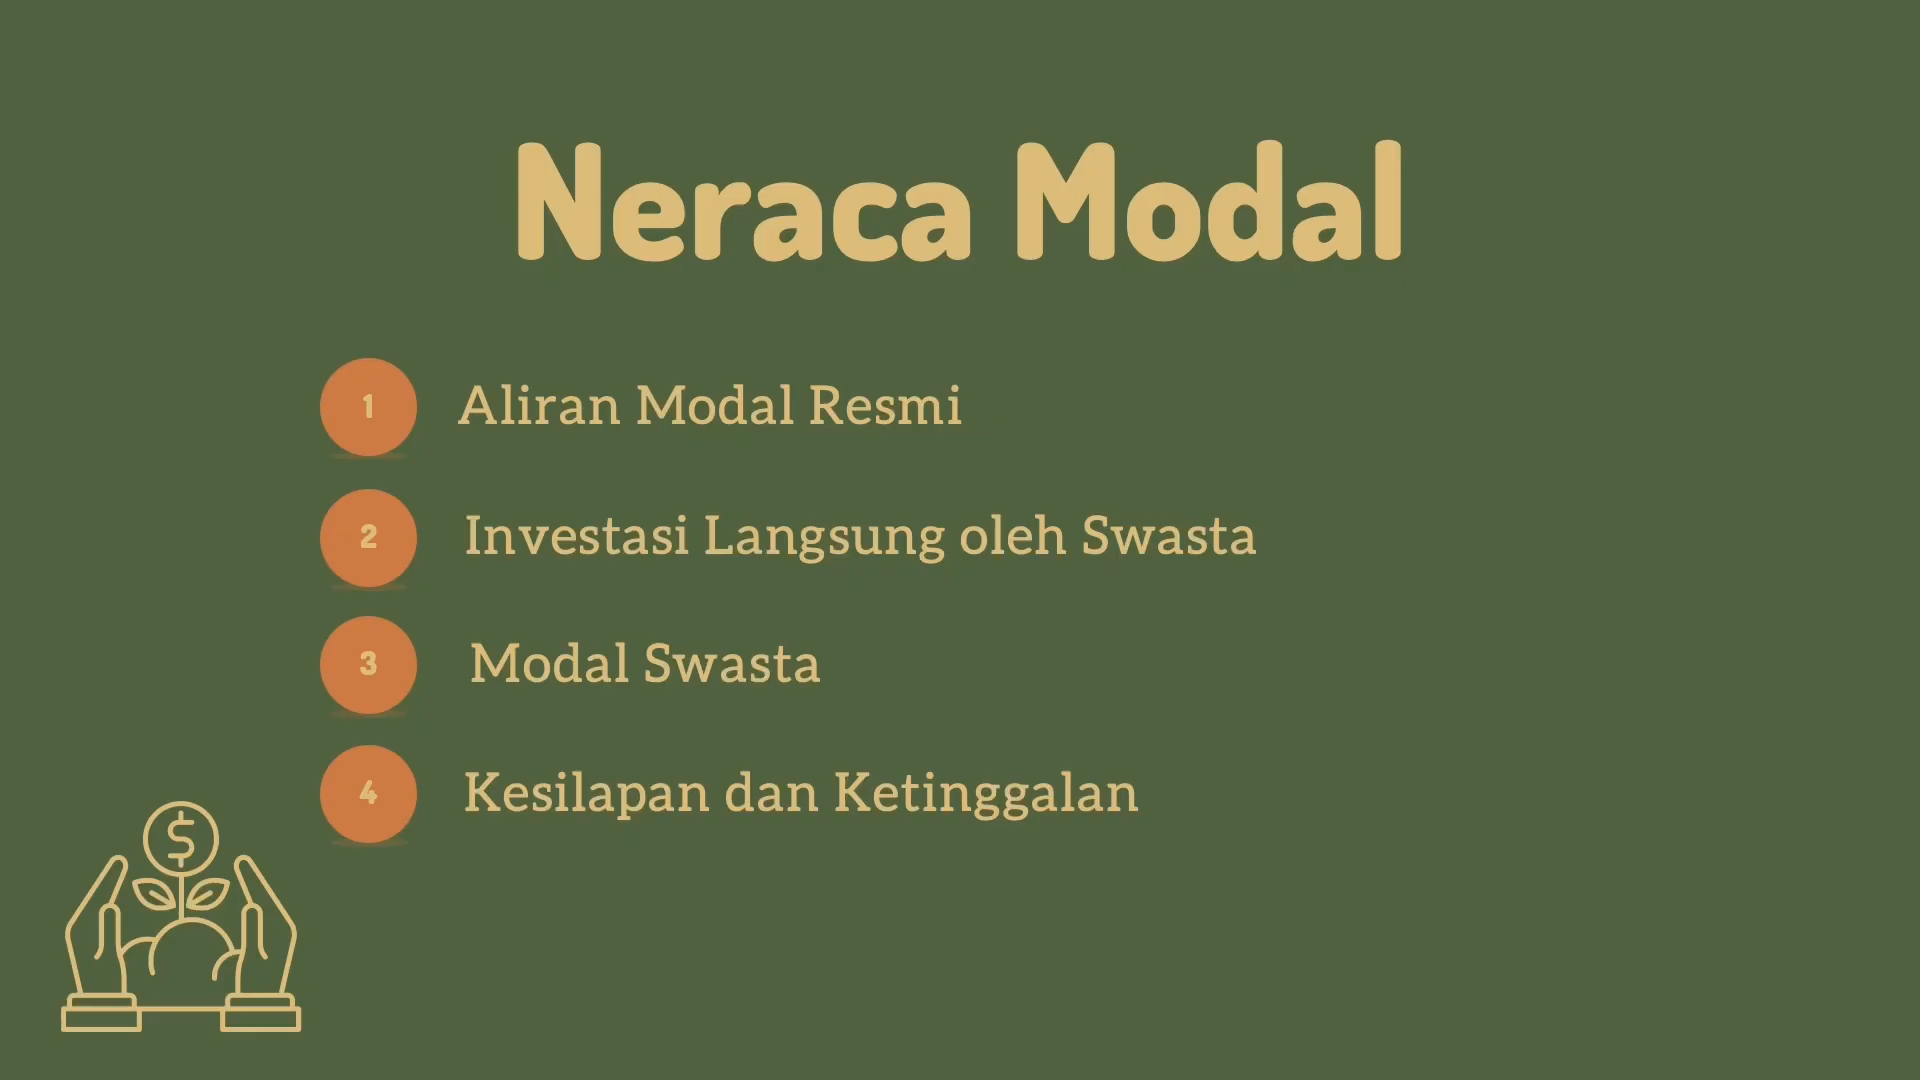 Neraca Modal
1 Aliran Modal Resmi
2 Investasi Langsung oleh Swasta
3 Modal Swasta
4 Kesilapan dan Ketinggalan
$